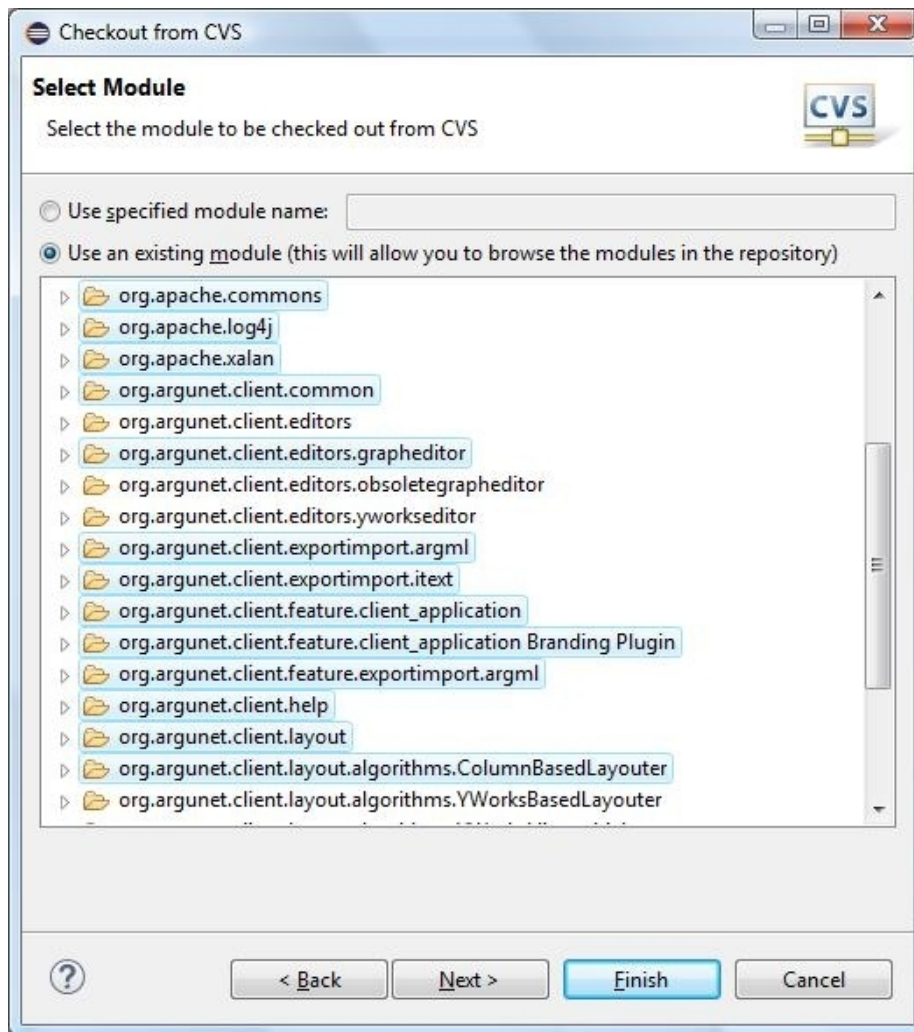 Checkout from CVS
Select Module
Select the module to be checked out from CVS
CVS
Use specified module name:
Use an existing module (this will allow you to browse the modules in the repository)
org.apache.commons
org.apache.log4j
org.apache.xalan
org.argunet.client.common
org.argunet.client.editors
org.argunet.client.editors.grapheditor
org.argunet.client.editors.obsoletegrapheditor
org.argunet.client.editors.yworkseditor
org.argunet.client.exportimport.argml
org.argunet.client.exportimport.itext
org.argunet.client.feature.client_application
org.argunet.client.feature.client_application Branding Plugin
org.argunet.client.feature.exportimport.argml
org.argunet.client.help
org.argunet.client.layout
org.argunet.client.layout.algorithms.ColumnBasedLayouter
org.argunet.client.layout.algorithms.YWorksBasedLayouter
? < Back Next > Finish Cancel